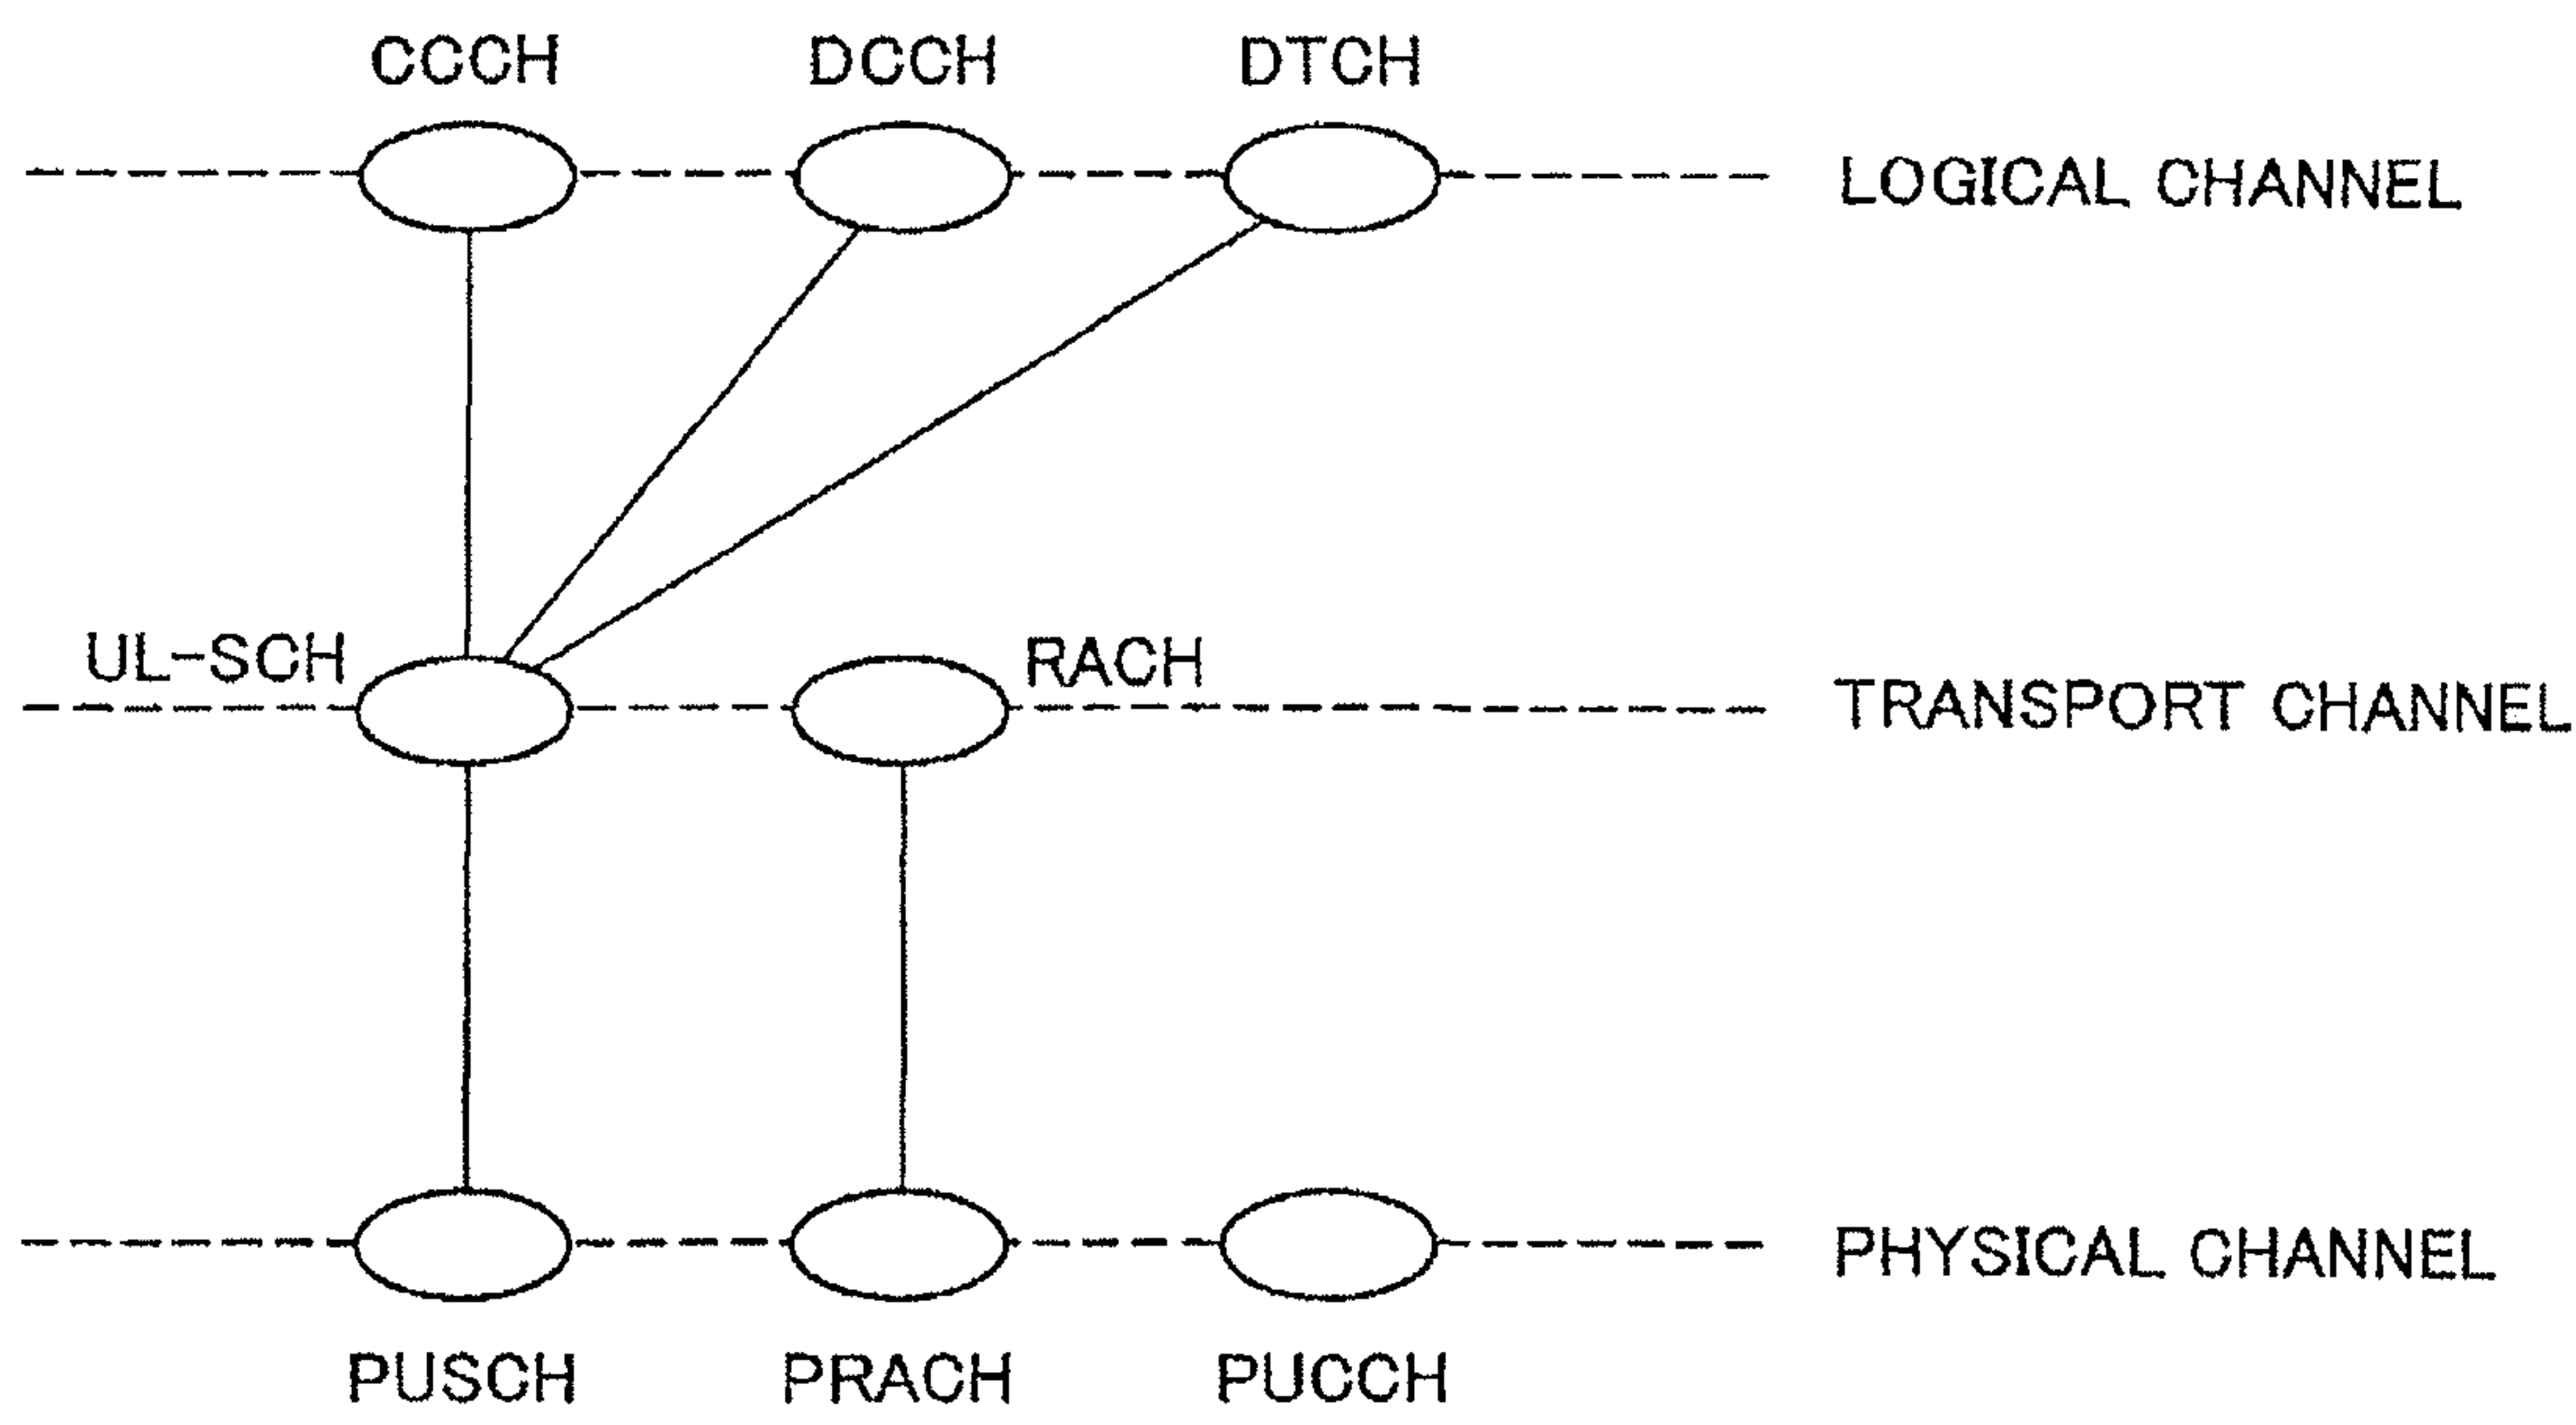 CCCH DCCH DTCH
LOGICAL CHANNEL
UL-SCH RACH
TRANSPORT CHANNEL
PHYSICAL CHANNEL
PUSCH PRACH PUCCH